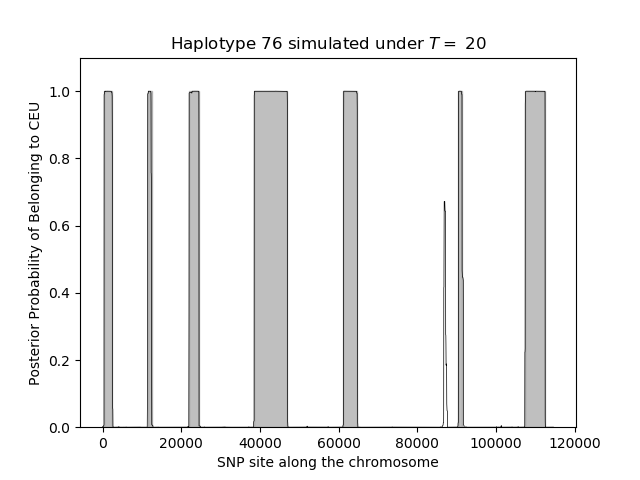 Haplotype 76 simulated under T = 20
Posterior Probability of Belonging to CEU
1.0
0.8
0.6
0.4
0.2
0.0
0 20000 40000 60000 80000 100000 120000
SNP site along the chromosome